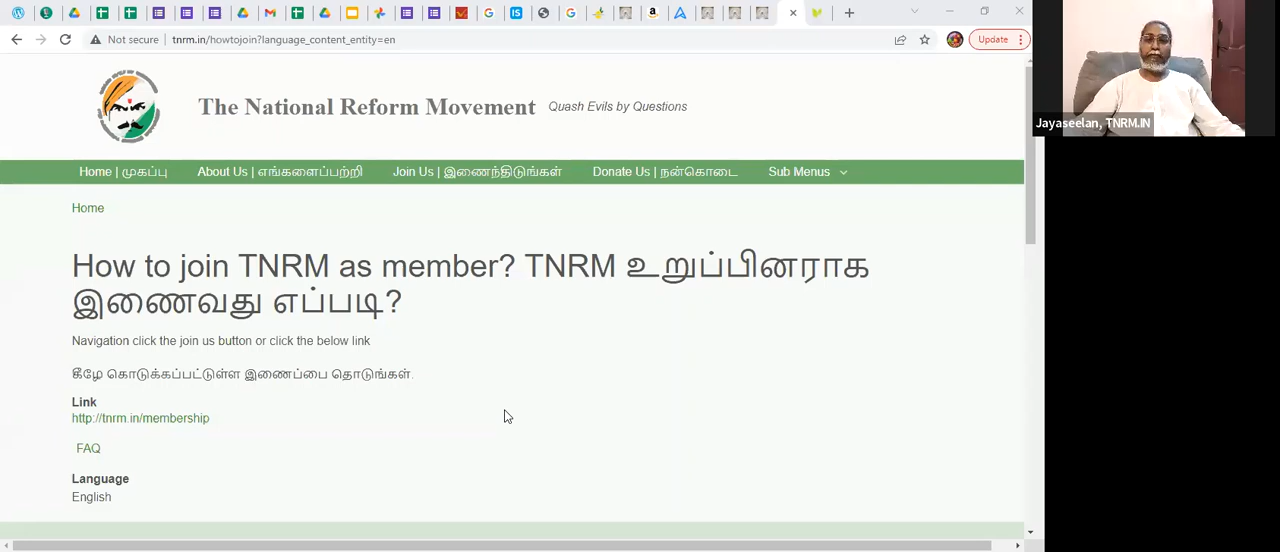 Not secure
tnrm.in/howtojoin?language_content_entity=en
Update
Jayaseelan, TNRM.IN
The National Reform Movement
Quash Evils by Questions
Home | முகப்பு
About Us | எங்களைப்பற்றி
Join Us | இணைந்திடுங்கள்
Donate Us | நன்கொடை
Sub Menus
Home
How to join TNRM as member? TNRM உறுப்பினராக
இணைவது எப்படி?
Navigation click the join us button or click the below link
கீழே கொடுக்கப்பட்டுள்ள இணைப்பை தொடுங்கள்.
Link
http://tnrm.in/membership
FAQ
Language
English